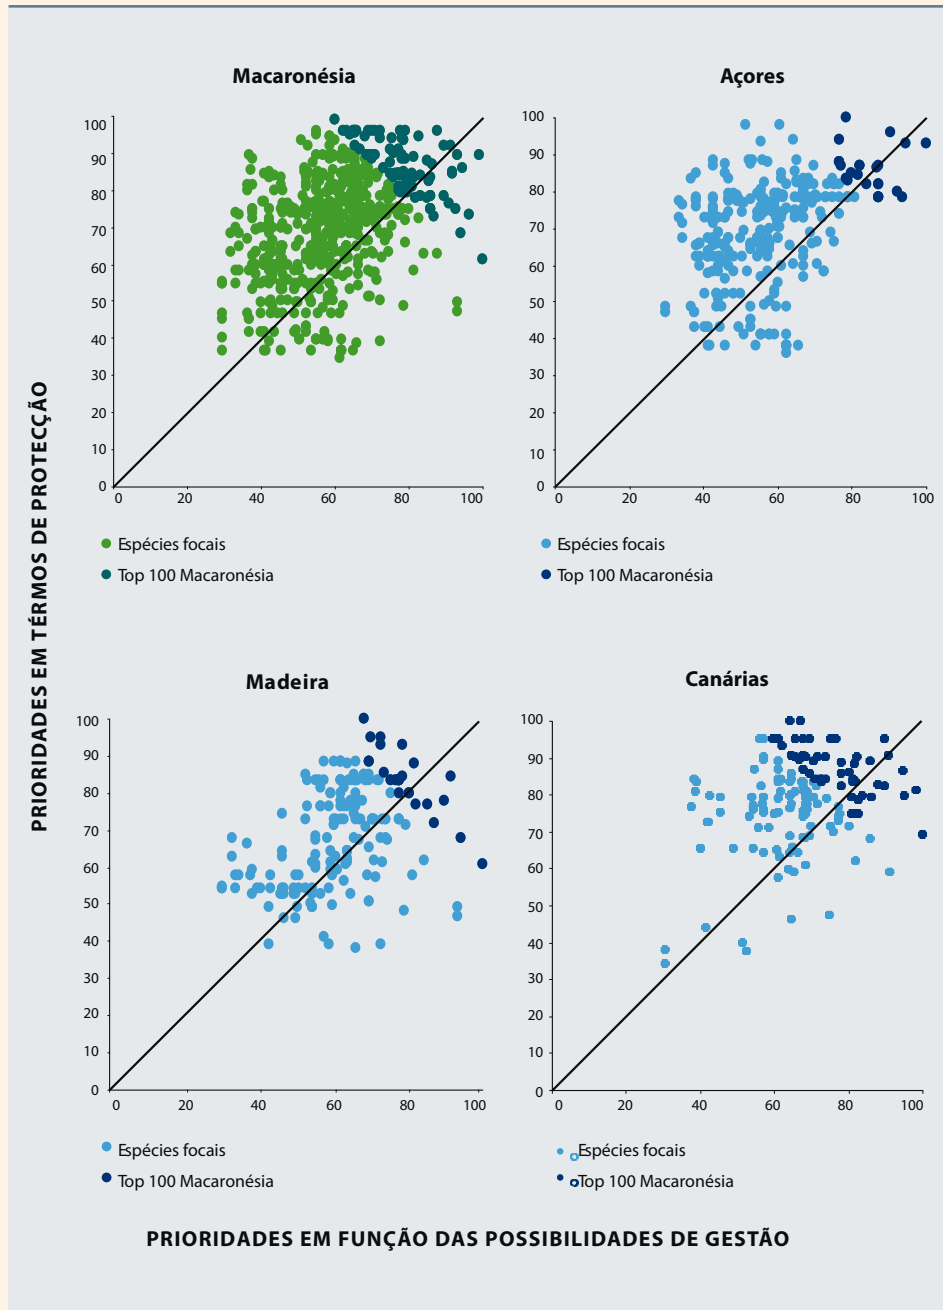 PRIORIDADES EM TÉRMOS DE PROTECÇÃO
Macaronésia
100
90
80
70
60
50
40
30
20
10
0
0 20 40 60 80 100
Espécies focais
Top 100 Macaronésia
Açores
100
90
80
70
60
50
40
30
20
10
0
0 20 40 60 80 100
Espécies focais
Top 100 Macaronésia
Madeira
100
90
80
70
60
50
40
30
20
10
0
0 20 40 60 80 100
Espécies focais
Top 100 Macaronésia
Canárias
100
90
80
70
60
50
40
30
20
10
0
0 20 40 60 80 100
Espécies focais
Top 100 Macaronésia
PRIORIDADES EM FUNÇÃO DAS POSSIBILIDADES DE GESTÃO